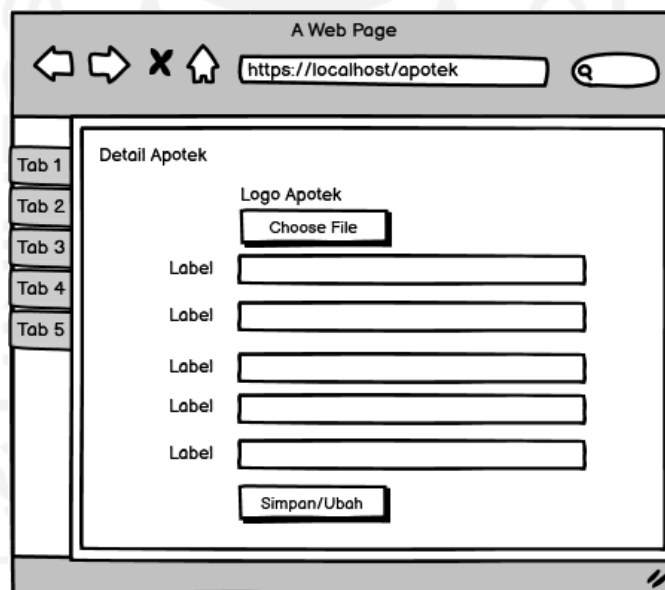 A Web Page
https://localhost/apotek
Tab 1
Tab 2
Tab 3
Tab 4
Tab 5
Detail Apotek
Logo Apotek
Choose File
Label
Label
Label
Label
Label
Simpan/Ubah